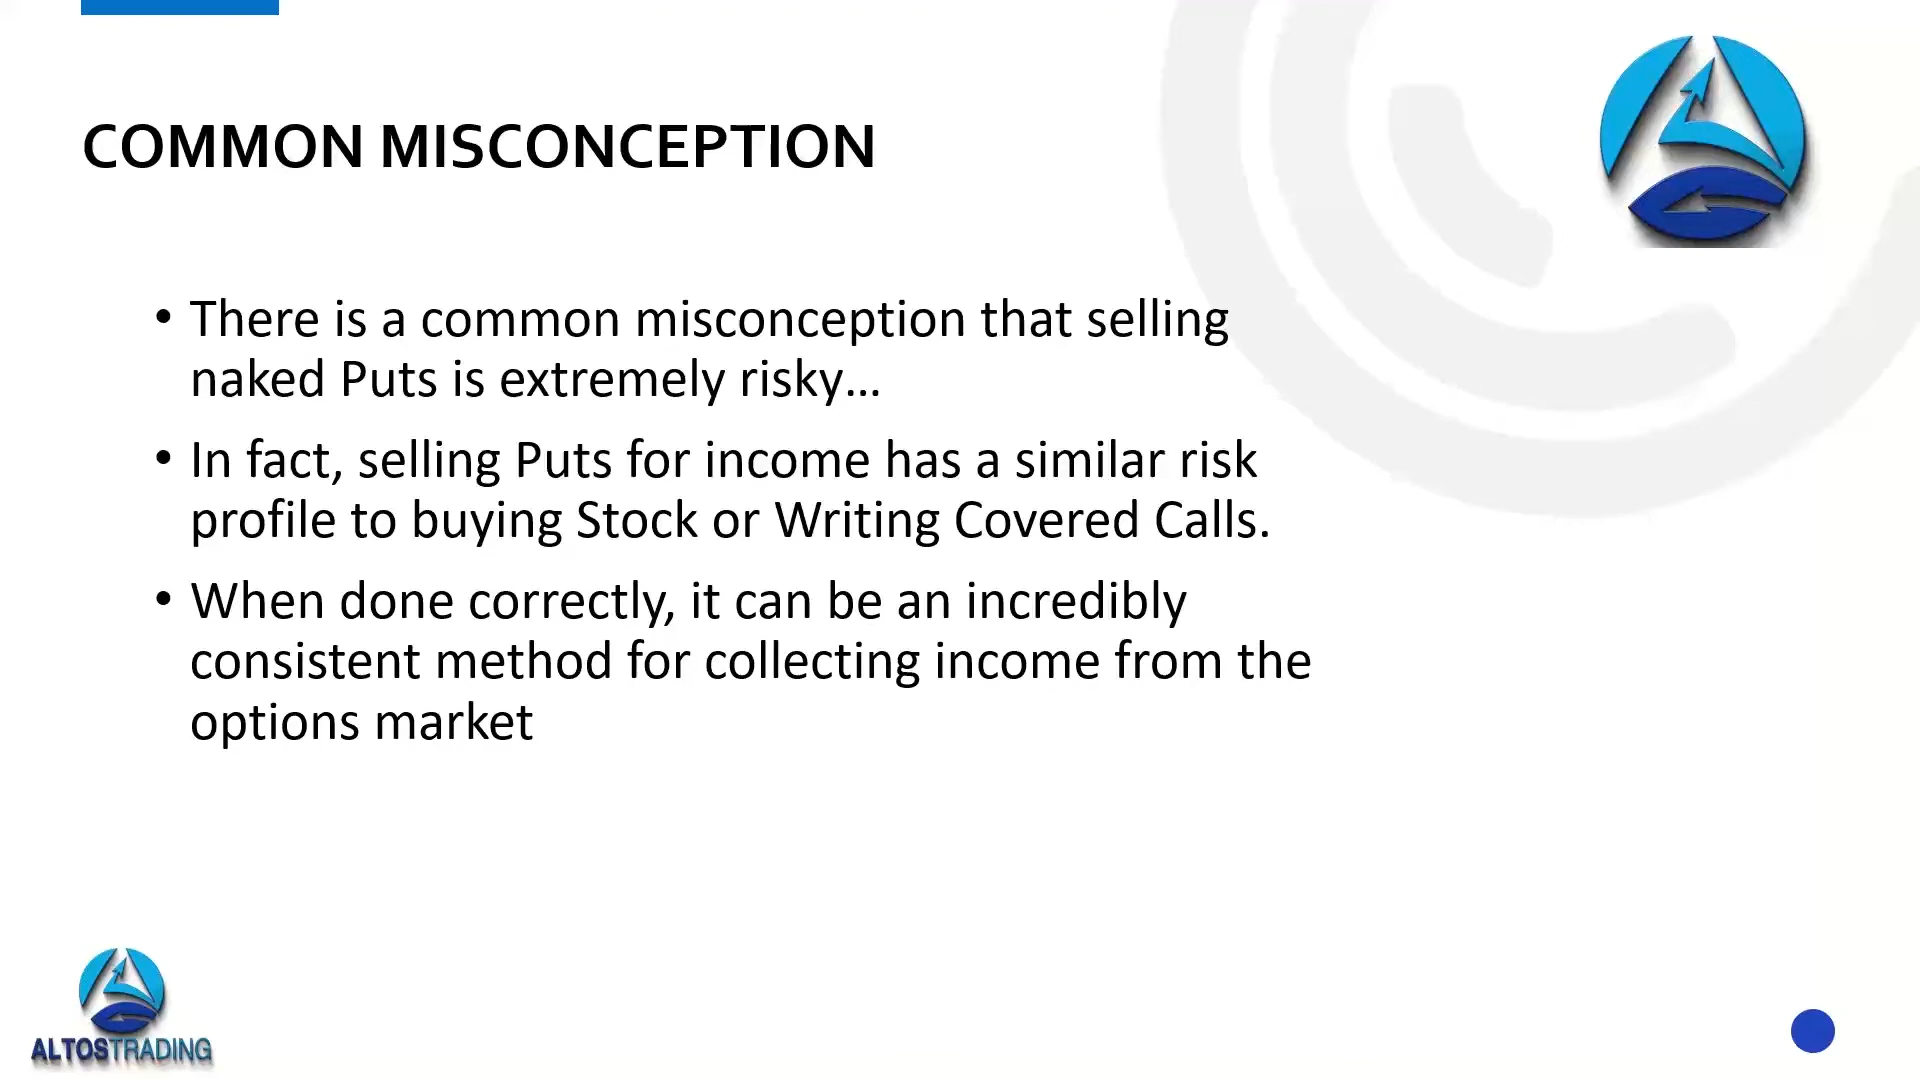 COMMON MISCONCEPTION
• There is a common misconception that selling
naked Puts is extremely risky…
• In fact, selling Puts for income has a similar risk
profile to buying Stock or Writing Covered Calls.
• When done correctly, it can be an incredibly
consistent method for collecting income from the
options market
ALTOSTRADING